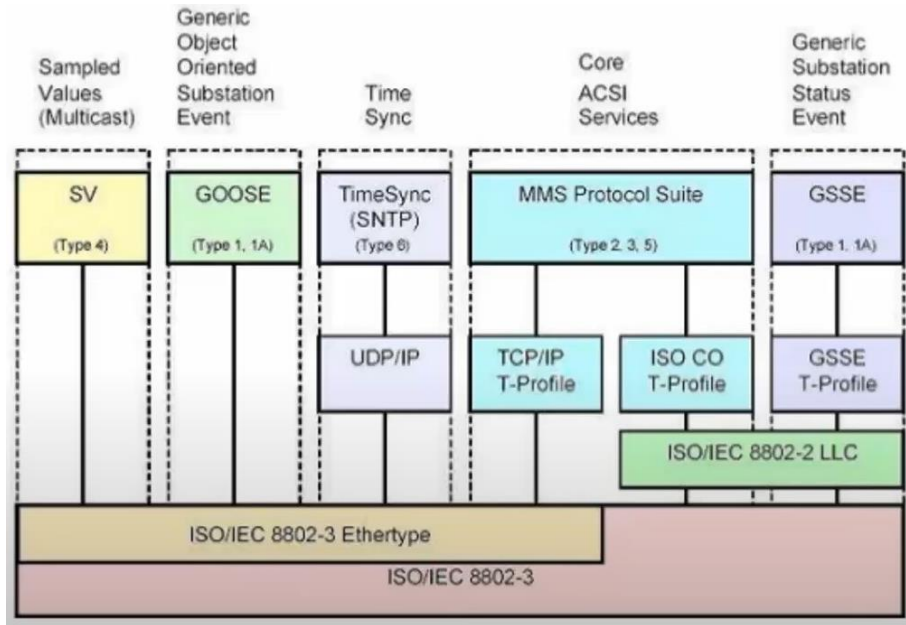 Sampled
Values
(Multicast)
Generic
Object
Oriented
Substation
Event
Time
Sync
Core
ACSI
Services
Generic
Substation
Status
Event
SV
(Type 4)
GOOSE
(Type 1, 1A)
TimeSync
(SNTP)
(Type 6)
MMS Protocol Suite
(Type 2, 3, 5)
GSSE
(Type 1, 1A)
UDP/IP
TCP/IP
T-Profile
ISO CO
T-Profile
GSSE
T-Profile
ISO/IEC 8802-2 LLC
ISO/IEC 8802-3 Ethertype
ISO/IEC 8802-3